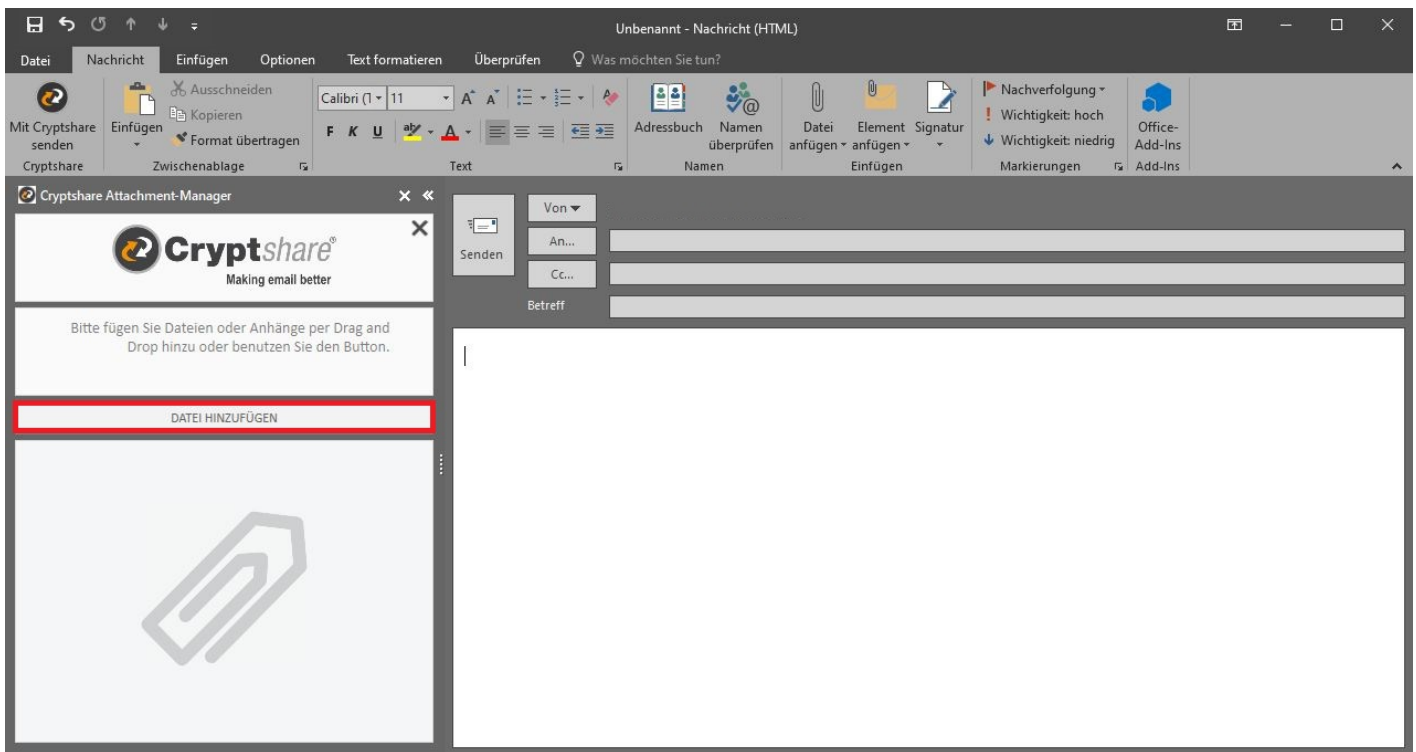 Unbenannt - Nachricht (HTML)
Datei Nachricht Einfügen Optionen Text formatieren Überprüfen Was möchten Sie tun?
Mit Cryptshare senden
Cryptshare
Einfügen
Ausschneiden
Kopieren
Format übertragen
Zwischenablage
Calibri (T 11
F K U
Text
Adressbuch
Namen überprüfen
Namen
Datei anfügen
Element anfügen
Signatur
Einfügen
Nachverfolgung
Wichtigkeit: hoch
Wichtigkeit: niedrig
Markierungen
Office-Add-Ins
Add-Ins
Cryptshare Attachment-Manager
Cryptshare®
Making email better
Bitte fügen Sie Dateien oder Anhänge per Drag and
Drop hinzu oder benutzen Sie den Button.
DATEI HINZUFÜGEN
Senden
Von
An...
Cc...
Betreff